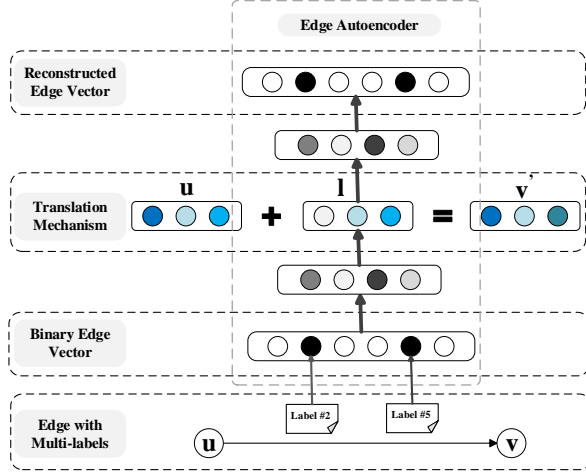 Edge Autoencoder
Reconstructed
Edge Vector
u
l
v'
Translation
Mechanism
+
=
Binary Edge
Vector
Label #2
Label #5
Edge with
Multi-labels
u
v